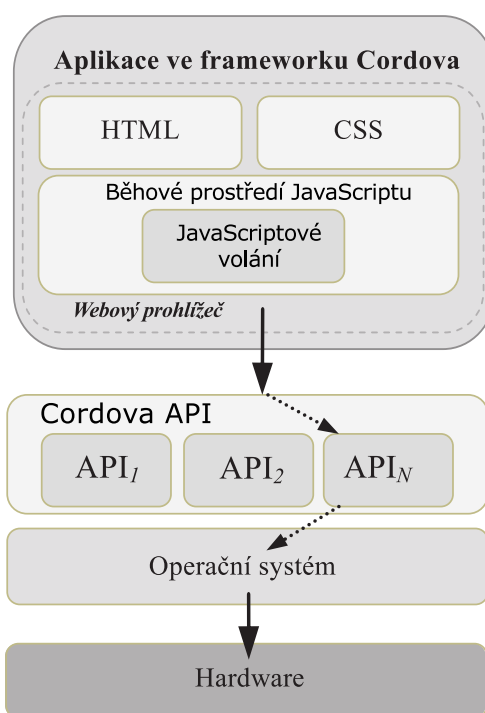 Aplikace ve frameworku Cordova
HTML
CSS
Běhové prostředí JavaScriptu
JavaScriptové
volání
Webový prohlížeč
Cordova API
API1
API2
APIN
Operační systém
Hardware